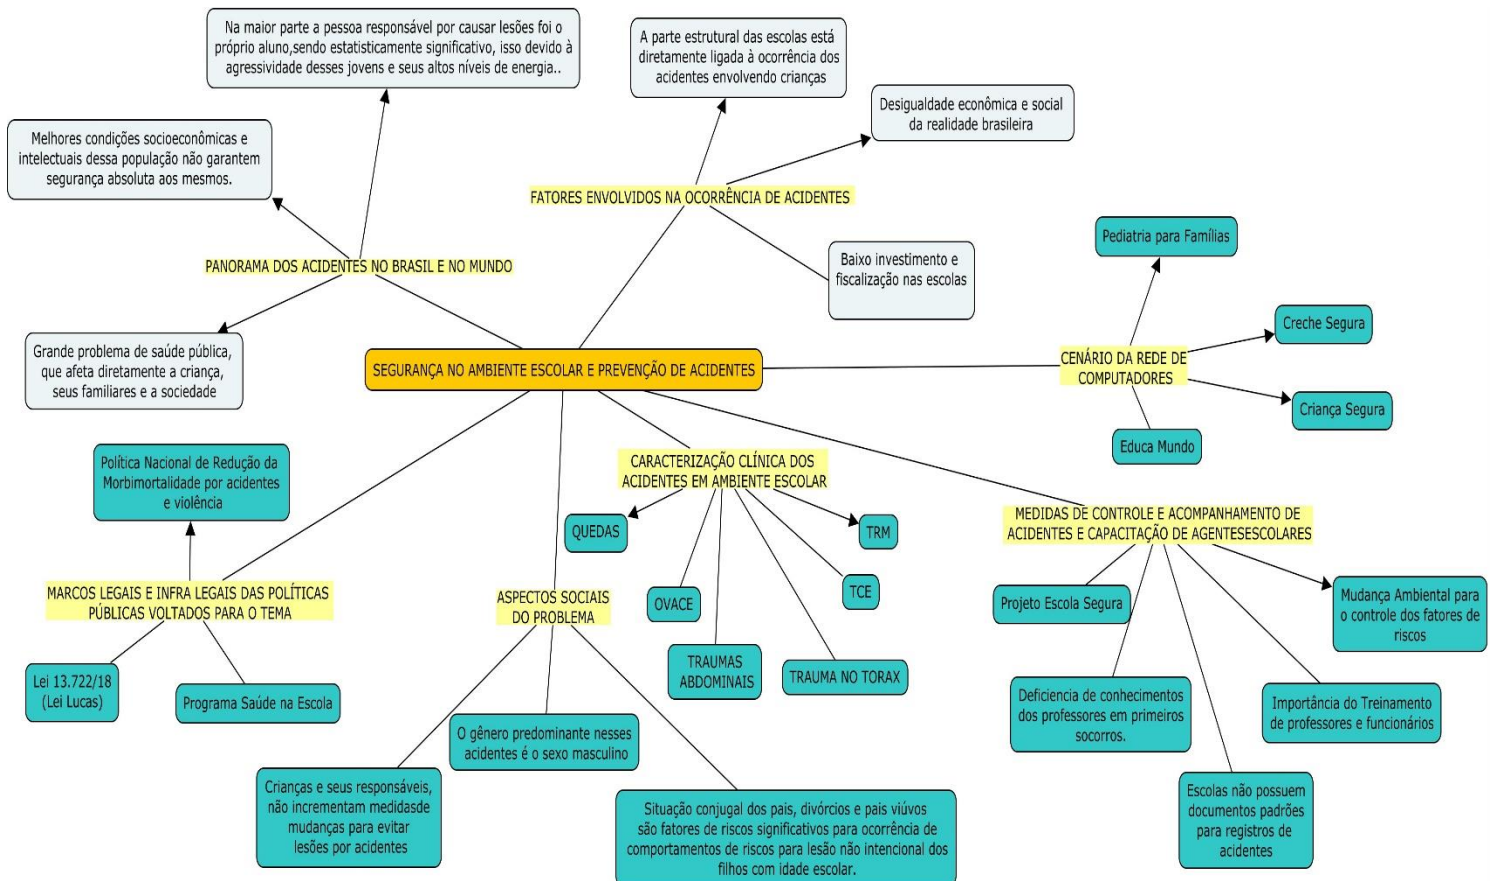 Na maior parte a pessoa responsável por causar lesões foi o
próprio aluno,sendo estatisticamente significativo, isso devido à
agressividade desses jovens e seus altos níveis de energia..
A parte estrutural das escolas está
diretamente ligada à ocorrência dos
acidentes envolvendo crianças
Desigualdade econômica e social
da realidade brasileira
Melhores condições socioeconômicas e
intelectuais dessa população não garantem
segurança absoluta aos mesmos.
FATORES ENVOLVIDOS NA OCORRÊNCIA DE ACIDENTES
Pediatria para Famílias
PANORAMA DOS ACIDENTES NO BRASIL E NO MUNDO
Baixo investimento e
fiscalização nas escolas
Creche Segura
Grande problema de saúde pública,
que afeta diretamente a criança,
seus familiares e a sociedade
SEGURANÇA NO AMBIENTE ESCOLAR E PREVENÇÃO DE ACIDENTES
CENÁRIO DA REDE DE
COMPUTADORES
Criança Segura
Educa Mundo
Política Nacional de Redução da
Morbimortalidade por acidentes
e violência
CARACTERIZAÇÃO CLÍNICA DOS
ACIDENTES EM AMBIENTE ESCOLAR
MEDIDAS DE CONTROLE E ACOMPANHAMENTO DE
ACIDENTES E CAPACITAÇÃO DE AGENTESESCOLARES
QUEDAS
TRM
MARCOS LEGAIS E INFRA LEGAIS DAS POLÍTICAS
PÚBLICAS VOLTADOS PARA O TEMA
ASPECTOS SOCIAIS
DO PROBLEMA
OVACE
TCE
Projeto Escola Segura
Mudança Ambiental para
o controle dos fatores de
riscos
TRAUMAS
ABDOMINAIS
TRAUMA NO TORAX
Lei 13.722/18
(Lei Lucas)
Programa Saúde na Escola
Deficiencia de conhecimentos
dos professores em primeiros
socorros.
Importância do Treinamento
de professores e funcionários
O gênero predominante nesses
acidentes é o sexo masculino
Crianças e seus responsáveis,
não incrementam medidasde
mudanças para evitar
lesões por acidentes
Situação conjugal dos pais, divórcios e pais viúvos
são fatores de riscos significativos para ocorrência de
comportamentos de riscos para lesão não intencional dos
filhos com idade escolar.
Escolas não possuem
documentos padrões
para registros de
acidentes